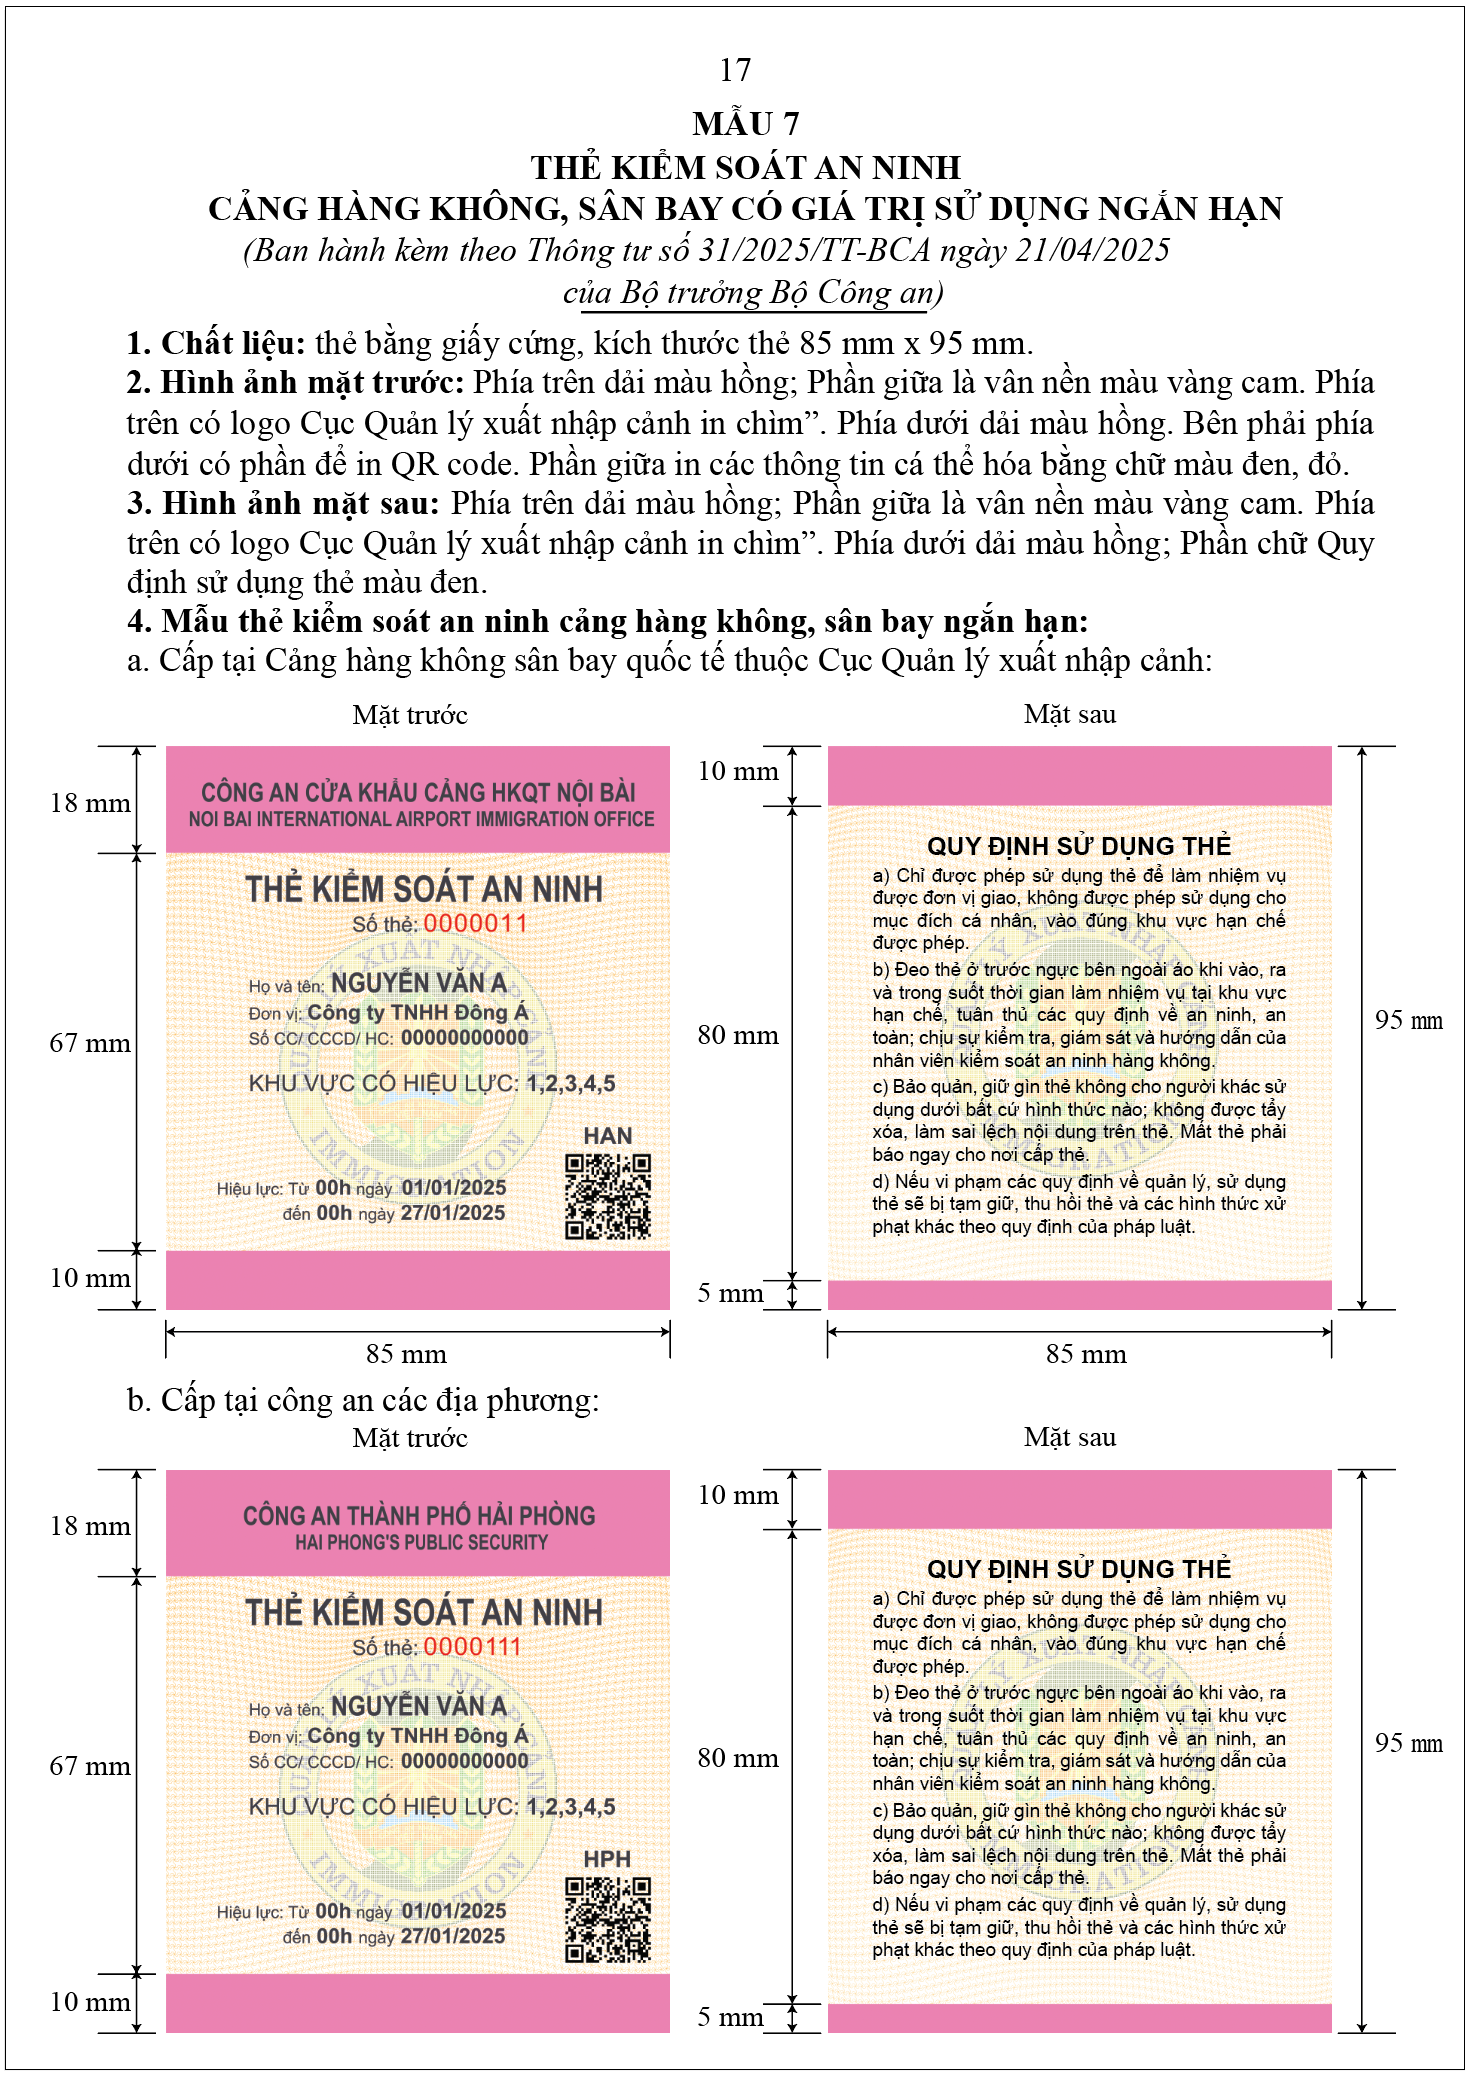 17
MẪU 7
THẺ KIỂM SOÁT AN NINH
CẢNG HÀNG KHÔNG, SÂN BAY CÓ GIÁ TRỊ SỬ DỤNG NGẮN HẠN
(Ban hành kèm theo Thông tư số 31/2025/TT-BCA ngày 21/04/2025
của Bộ trưởng Bộ Công an)
1. Chất liệu: thẻ bằng giấy cứng, kích thước thẻ 85 mm x 95 mm.
2. Hình ảnh mặt trước: Phía trên dải màu hồng; Phần giữa là vân nền màu vàng cam. Phía
trên có logo Cục Quản lý xuất nhập cảnh in chìm”. Phía dưới dải màu hồng. Bên phải phía
dưới có phần để in QR code. Phần giữa in các thông tin cá thể hóa bằng chữ màu đen, đỏ.
3. Hình ảnh mặt sau: Phía trên dải màu hồng; Phần giữa là vân nền màu vàng cam. Phía
trên có logo Cục Quản lý xuất nhập cảnh in chìm”. Phía dưới dải màu hồng; Phần chữ Quy
định sử dụng thẻ màu đen.
4. Mẫu thẻ kiểm soát an ninh cảng hàng không, sân bay ngắn hạn:
a. Cấp tại Cảng hàng không sân bay quốc tế thuộc Cục Quản lý xuất nhập cảnh:
Mặt trước
18 mm
67 mm
10 mm
CÔNG AN CỬA KHẨU CẢNG HKQT NỘI BÀI
NOI BAI INTERNATIONAL AIRPORT IMMIGRATION OFFICE
THẺ KIỂM SOÁT AN NINH
Số thẻ: 0000011
Họ và tên: NGUYỄN VĂN A
Đơn vị: Công ty TNHH Đông Á
Số CC/ CCCD/ HC: 00000000000
KHU VỰC CÓ HIỆU LỰC: 1,2,3,4,5
HAN
Hiệu lực: Từ 00h ngày 01/01/2025
đến 00h ngày 27/01/2025
IMMIGRATION
85 mm
Mặt sau
10 mm
80 mm
5 mm
QUY ĐỊNH SỬ DỤNG THẺ
a) Chỉ được phép sử dụng thẻ để làm nhiệm vụ
được đơn vị giao, không được phép sử dụng cho
mục đích cá nhân, vào đúng khu vực hạn chế
được phép.
b) Đeo thẻ ở trước ngực bên ngoài áo khi vào, ra
và trong suốt thời gian làm nhiệm vụ tại khu vực
hạn chế, tuân thủ các quy định về an ninh, an
toàn; chịu sự kiểm tra, giám sát và hướng dẫn của
nhân viên kiểm soát an ninh hàng không.
c) Bảo quản, giữ gìn thẻ không cho người khác sử
dụng dưới bất cứ hình thức nào; không được tẩy
xóa, làm sai lệch nội dung trên thẻ. Mất thẻ phải
báo ngay cho nơi cấp thẻ.
d) Nếu vi phạm các quy định về quản lý, sử dụng
thẻ sẽ bị tạm giữ, thu hồi thẻ và các hình thức xử
phạt khác theo quy định của pháp luật.
95 mm
85 mm
b. Cấp tại công an các địa phương:
Mặt trước
18 mm
67 mm
10 mm
CÔNG AN THÀNH PHỐ HẢI PHÒNG
HAI PHONG'S PUBLIC SECURITY
THẺ KIỂM SOÁT AN NINH
Số thẻ: 0000111
Họ và tên: NGUYỄN VĂN A
Đơn vị: Công ty TNHH Đông Á
Số CC/ CCCD/ HC: 00000000000
KHU VỰC CÓ HIỆU LỰC: 1,2,3,4,5
HPH
Hiệu lực: Từ 00h ngày 01/01/2025
đến 00h ngày 27/01/2025
IMMIGRATION
Mặt sau
10 mm
80 mm
5 mm
QUY ĐỊNH SỬ DỤNG THẺ
a) Chỉ được phép sử dụng thẻ để làm nhiệm vụ
được đơn vị giao, không được phép sử dụng cho
mục đích cá nhân, vào đúng khu vực hạn chế
được phép.
b) Đeo thẻ ở trước ngực bên ngoài áo khi vào, ra
và trong suốt thời gian làm nhiệm vụ tại khu vực
hạn chế, tuân thủ các quy định về an ninh, an
toàn; chịu sự kiểm tra, giám sát và hướng dẫn của
nhân viên kiểm soát an ninh hàng không.
c) Bảo quản, giữ gìn thẻ không cho người khác sử
dụng dưới bất cứ hình thức nào; không được tẩy
xóa, làm sai lệch nội dung trên thẻ. Mất thẻ phải
báo ngay cho nơi cấp thẻ.
d) Nếu vi phạm các quy định về quản lý, sử dụng
thẻ sẽ bị tạm giữ, thu hồi thẻ và các hình thức xử
phạt khác theo quy định của pháp luật.
95 mm